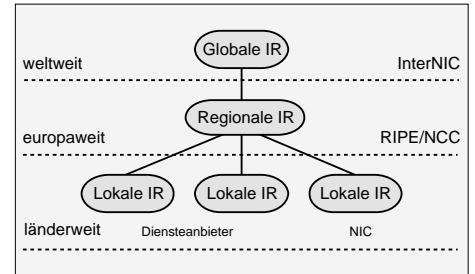 Globale IR
weltweit InterNIC
Regionale IR
europaweit RIPE/NCC
Lokale IR Lokale IR Lokale IR
länderweit Diensteanbieter NIC